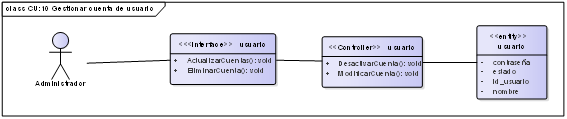 class CU:10 Gestionar cuenta de usuario
<<<Interface>> usuario
+ ActualizarCuentas(): void
+ EliminarCuenta(): void
<<Controller> usuario
+ DesactivarCuenta(): void
+ ModificarCuenta(): void
<<entity>>
usuario
- contraseña
- estado
- id_usuario
- nombre
Administrador